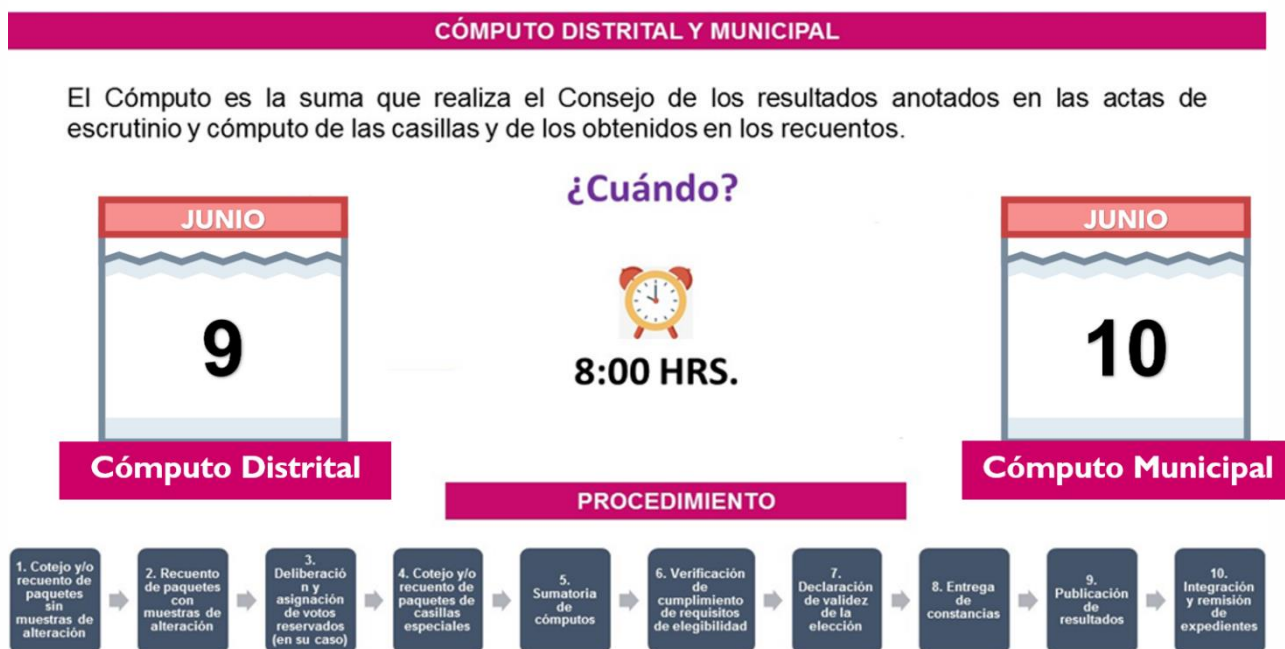 CÓMPUTO DISTRITAL Y MUNICIPAL
El Cómputo es la suma que realiza el Consejo de los resultados anotados en las actas de
escrutinio y cómputo de las casillas y de los obtenidos en los recuentos.
¿Cuándo?
JUNIO
9
Cómputo Distrital
8:00 HRS.
JUNIO
10
Cómputo Municipal
PROCEDIMIENTO
1. Cotejo y/o
recuento de
paquetes
sin
muestras de
alteración
2. Recuento
de paquetes
con
muestras de
alteración
3.
Deliberació
n y
asignación
de votos
reservados
(en su caso)
4. Cotejo y/o
recuento de
paquetes de
casillas
especiales
5.
Sumatoria
de
cómputos
6. Verificación
de
cumplimiento
de requisitos
de elegibilidad
7.
Declaración
de validez
de la
elección
8. Entrega
de
constancias
9.
Publicación
de
resultados
10.
Integración
y remisión
de
expedientes